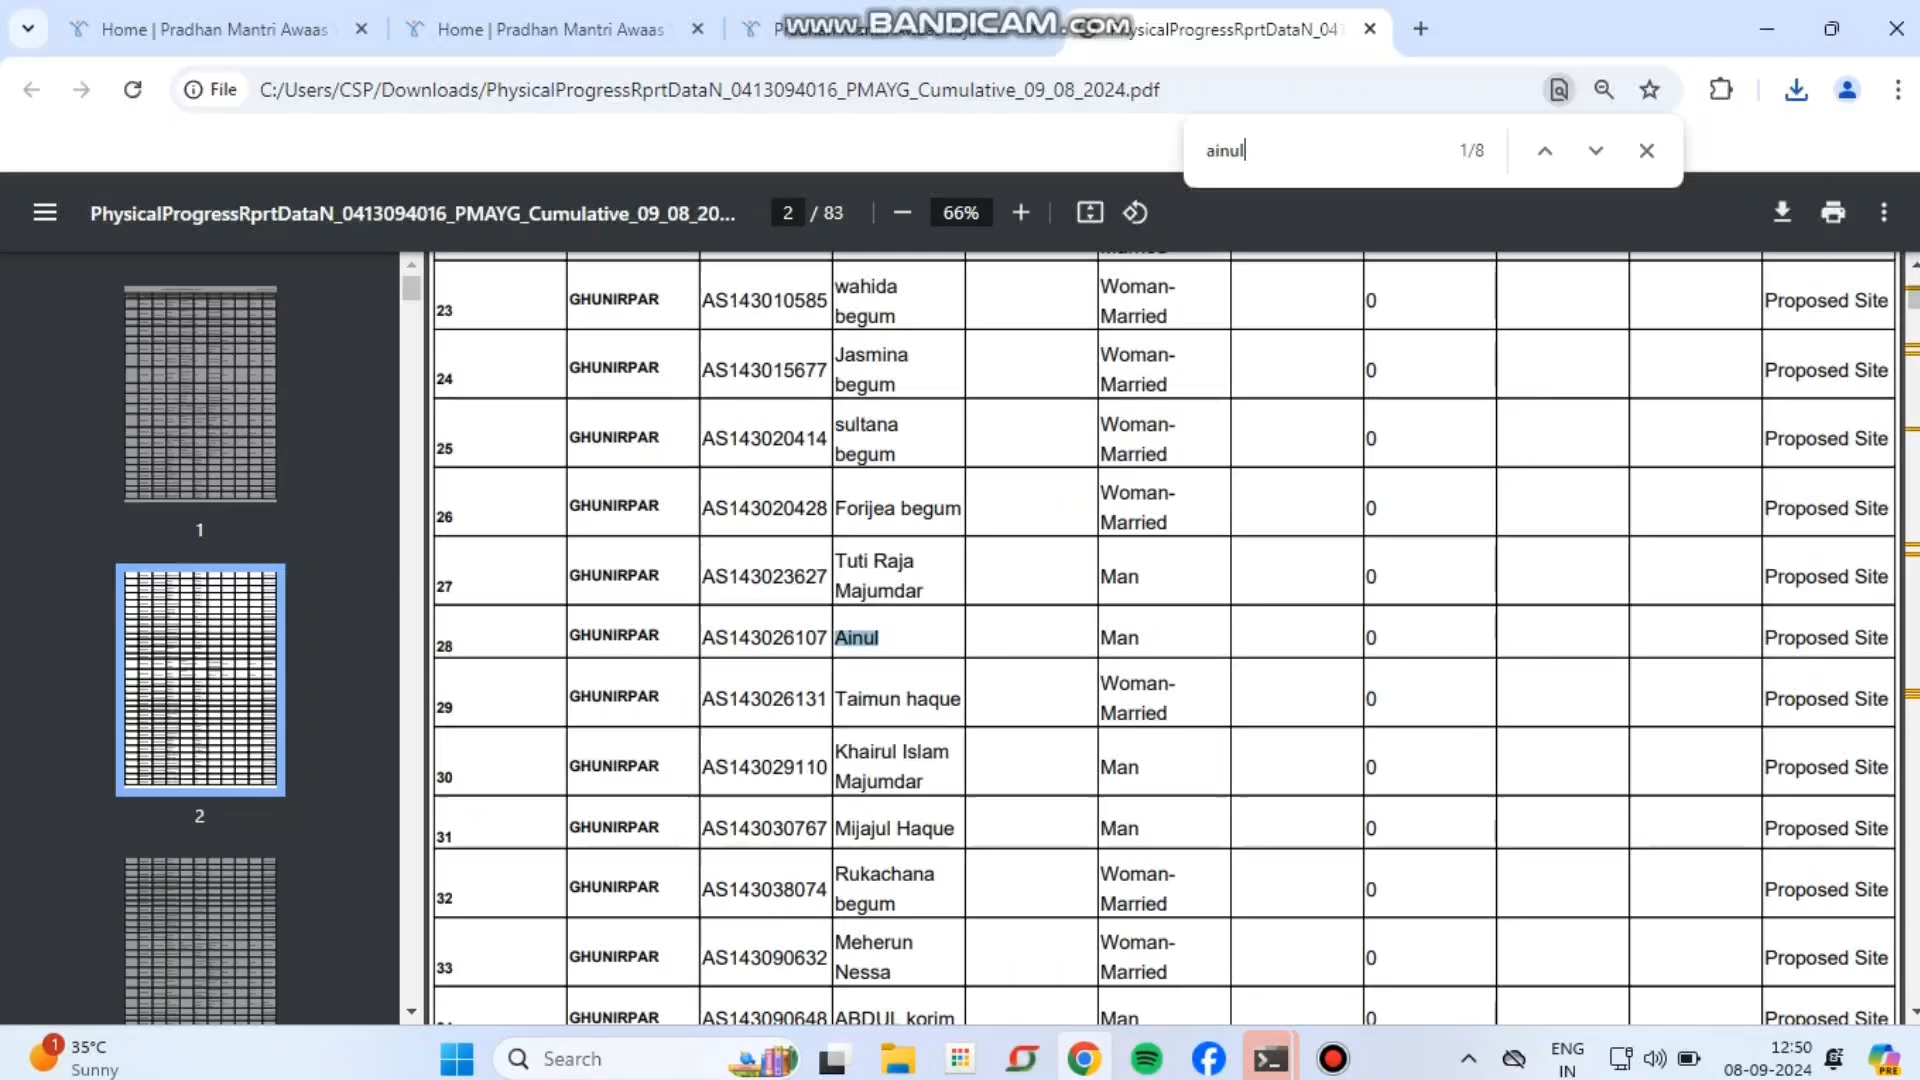 Home | Pradhan Mantri Awaas
Home | Pradhan Mantri Awaas
www.BANDICAM.com
ysicalProgressRprtDataN_041
File
C:/Users/CSP/Downloads/PhysicalProgressRprtDataN_0413094016_PMAYG_Cumulative_09_08_2024.pdf
ainul
1/8
PhysicalProgressRprtDataN_0413094016_PMAYG_Cumulative_09_08_20...
2 / 83
66%
23 GHUNIRPAR AS143010585 wahida begum Woman-Married 0 Proposed Site
24 GHUNIRPAR AS143015677 Jasmina begum Woman-Married 0 Proposed Site
25 GHUNIRPAR AS143020414 sultana begum Woman-Married 0 Proposed Site
26 GHUNIRPAR AS143020428 Forijea begum Woman-Married 0 Proposed Site
27 GHUNIRPAR AS143023627 Tuti Raja Majumdar Man 0 Proposed Site
28 GHUNIRPAR AS143026107 Ainul Man 0 Proposed Site
29 GHUNIRPAR AS143026131 Taimun haque Woman-Married 0 Proposed Site
30 GHUNIRPAR AS143029110 Khairul Islam Majumdar Man 0 Proposed Site
31 GHUNIRPAR AS143030767 Mijajul Haque Man 0 Proposed Site
32 GHUNIRPAR AS143038074 Rukachana begum Woman-Married 0 Proposed Site
33 GHUNIRPAR AS143090632 Meherun Nessa Woman-Married 0 Proposed Site
GHUNIRPAR AS143090648 ABDUL korim Man 0 Proposed Site
1
2
1
35°C
Sunny
Search
ENG
IN
12:50
08-09-2024
PRE